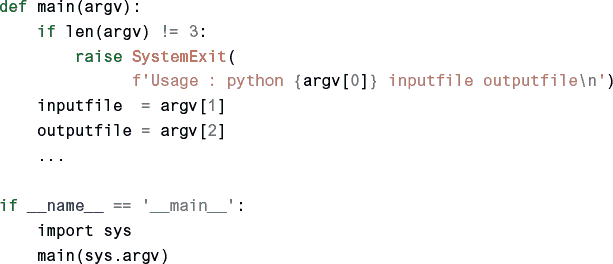 def main(argv):
    if len(argv) != 3:
        raise SystemExit(
              f'Usage : python {argv[0]} inputfile outputfile\n')
    inputfile  = argv[1]
    outputfile = argv[2]
    ...

if __name__ == '__main__':
    import sys
    main(sys.argv)